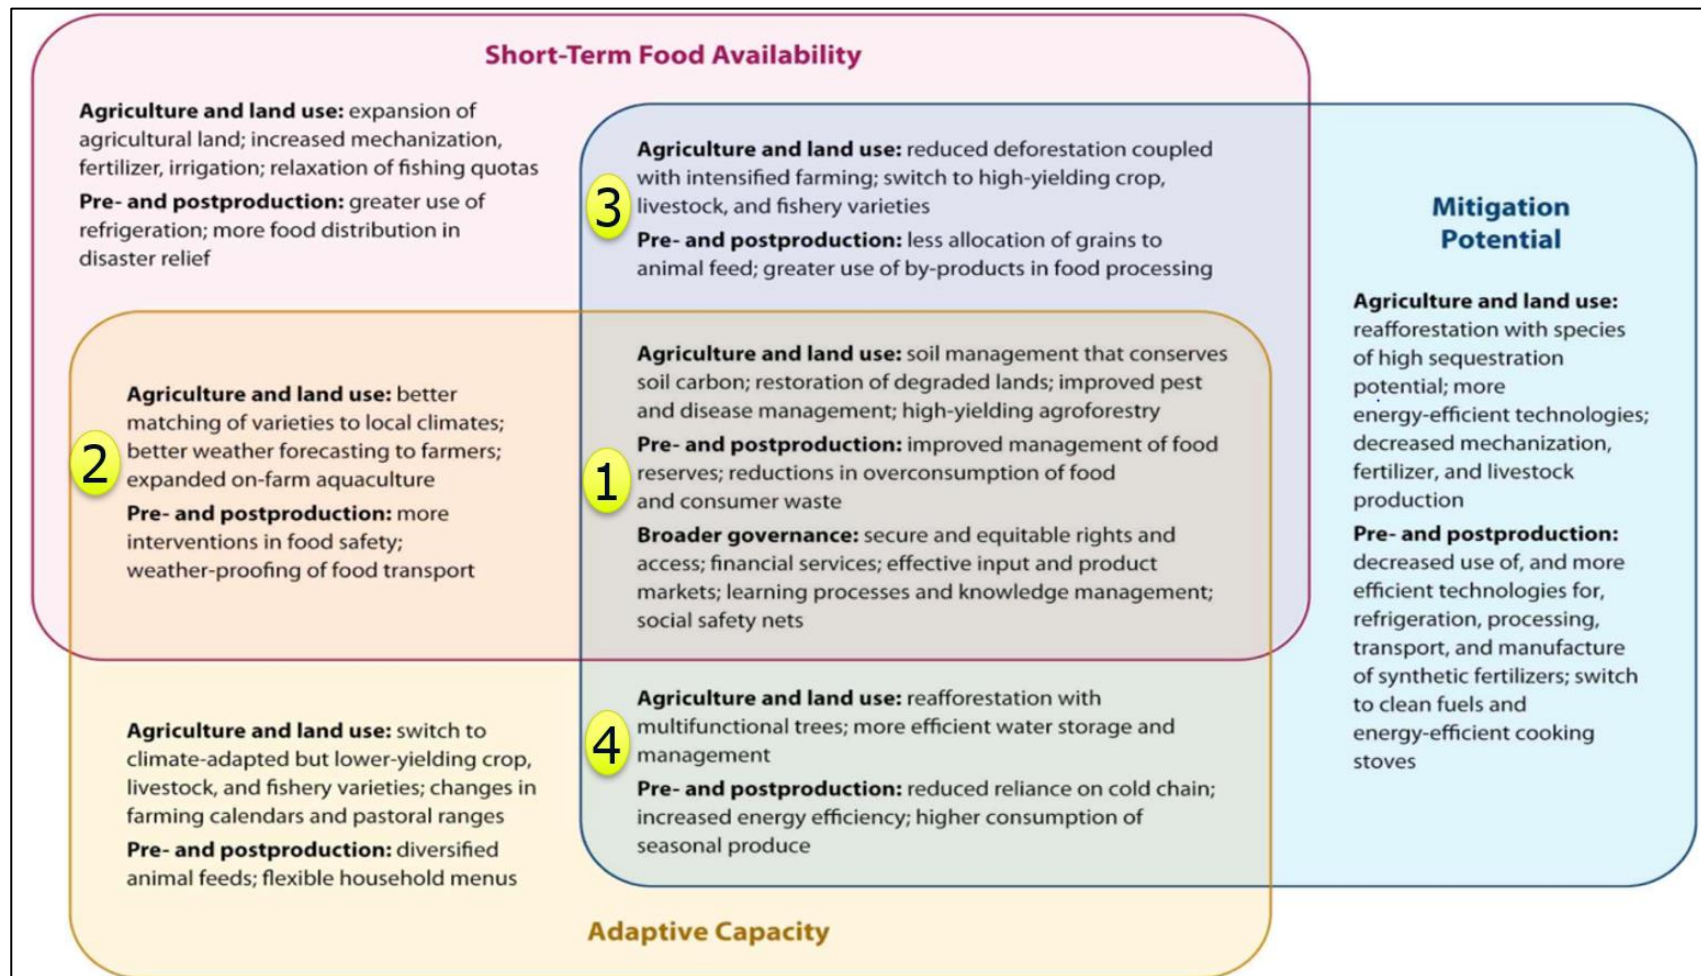 Short-Term Food Availability
Agriculture and land use: expansion of
agricultural land; increased mechanization,
fertilizer, irrigation; relaxation of fishing quotas
Pre- and postproduction: greater use of
refrigeration; more food distribution in
disaster relief
3
Agriculture and land use: reduced deforestation coupled
with intensified farming; switch to high-yielding crop,
livestock, and fishery varieties
Pre- and postproduction: less allocation of grains to
animal feed; greater use of by-products in food processing
Mitigation
Potential
Agriculture and land use:
reafforestation with species
of high sequestration
potential; more
energy-efficient technologies;
decreased mechanization,
fertilizer, and livestock
production
Pre- and postproduction:
decreased use of, and more
efficient technologies for,
refrigeration, processing,
transport, and manufacture
of synthetic fertilizers; switch
to clean fuels and
energy-efficient cooking
stoves
2
Agriculture and land use: better
matching of varieties to local climates;
better weather forecasting to farmers;
expanded on-farm aquaculture
Pre- and postproduction: more
interventions in food safety;
weather-proofing of food transport
1
Agriculture and land use: soil management that conserves
soil carbon; restoration of degraded lands; improved pest
and disease management; high-yielding agroforestry
Pre- and postproduction: improved management of food
reserves; reductions in overconsumption of food
and consumer waste
Broader governance: secure and equitable rights and
access; financial services; effective input and product
markets; learning processes and knowledge management;
social safety nets
Agriculture and land use: switch to
climate-adapted but lower-yielding crop,
livestock, and fishery varieties; changes in
farming calendars and pastoral ranges
Pre- and postproduction: diversified
animal feeds; flexible household menus
4
Agriculture and land use: reafforestation with
multifunctional trees; more efficient water storage and
management
Pre- and postproduction: reduced reliance on cold chain;
increased energy efficiency; higher consumption of
seasonal produce
Adaptive Capacity